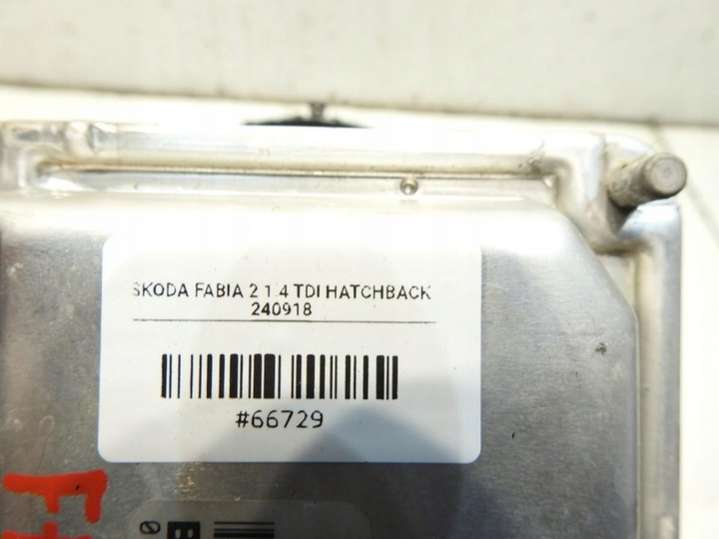 SKODA FABIA 2 1.4 TDI HATCHBACK
240918
#66729